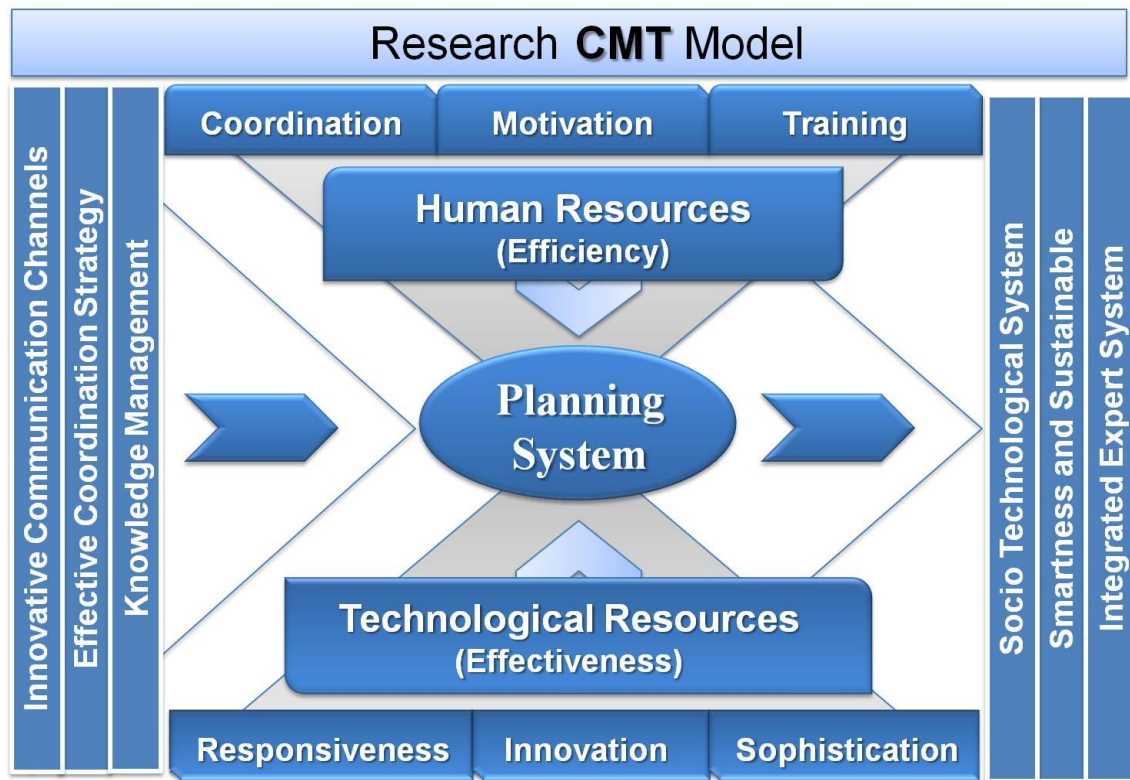 Research CMT Model
Innovative Communication Channels
Effective Coordination Strategy
Knowledge Management
Coordination
Motivation
Training
Human Resources
(Efficiency)
Planning
System
Technological Resources
(Effectiveness)
Responsiveness
Innovation
Sophistication
Socio Technological System
Smartness and Sustainable
Integrated Expert System